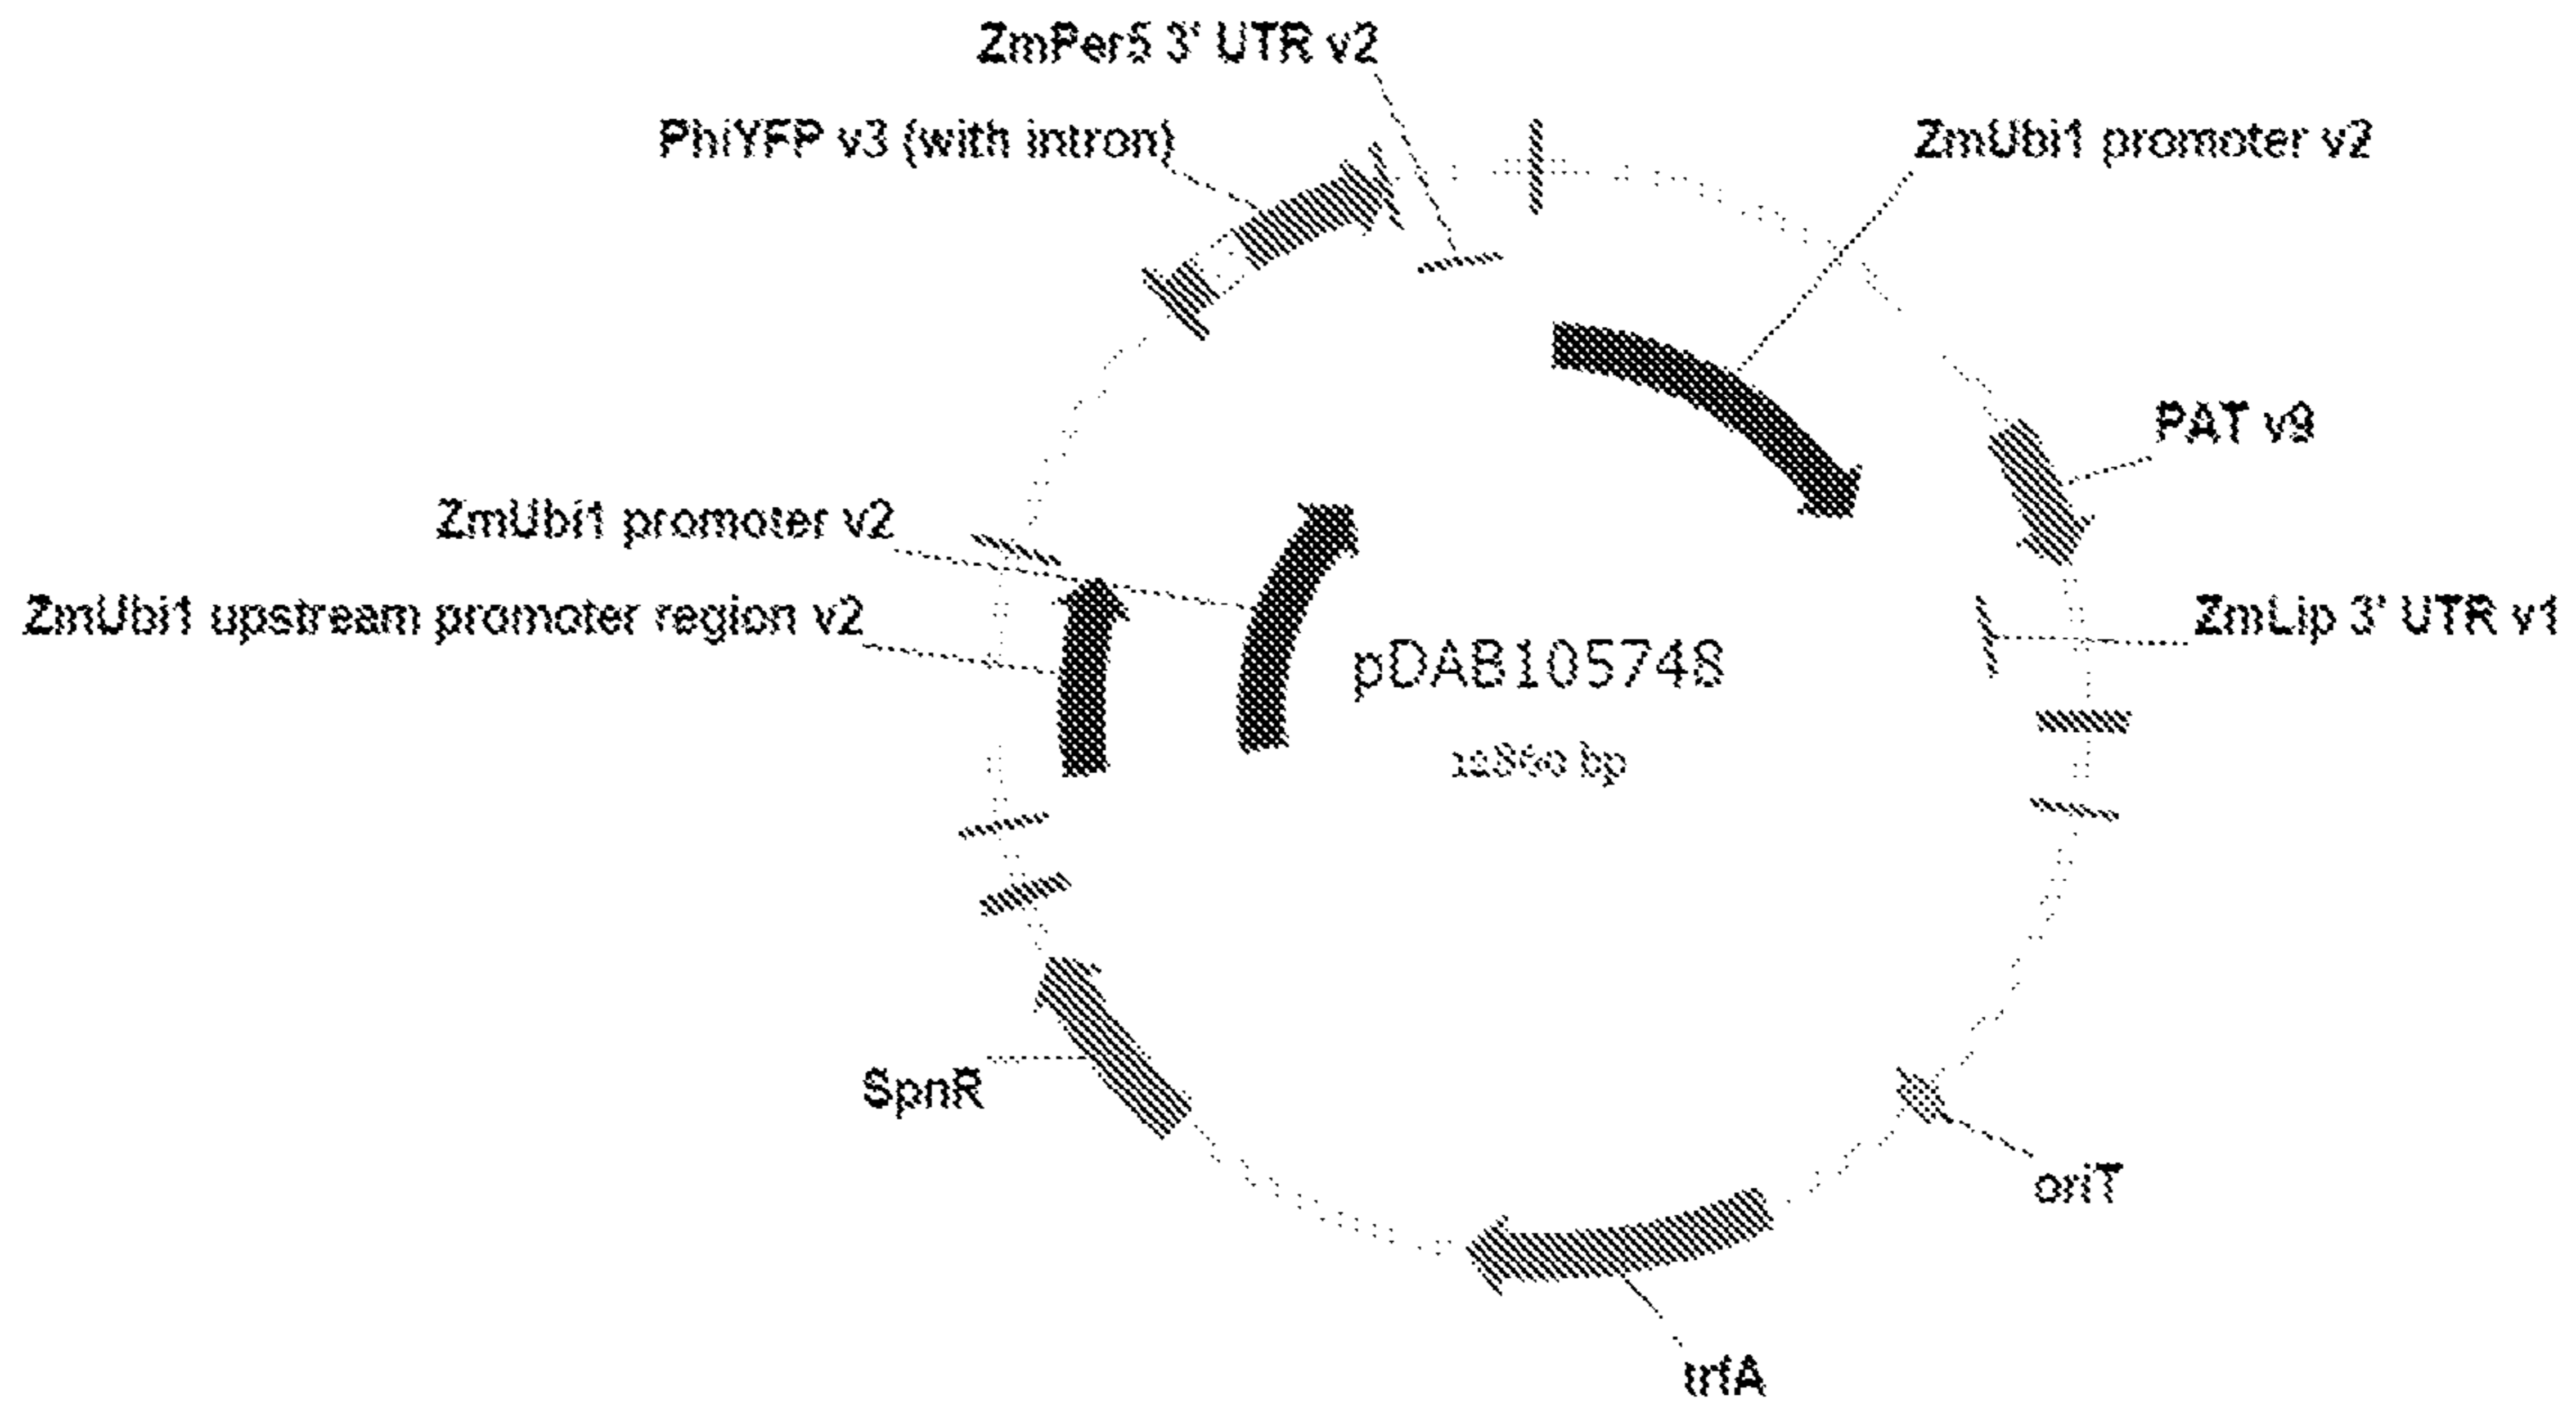 ZmPer5 3' UTR v2
PhiYFP v3 (with intron)
ZmUbi1 promoter v2
PAT v9
ZmUbi1 promoter v2
ZmUbi1 upstream promoter region v2
ZmLip 3' UTR v1
pDAB105748
bp
SpnR
oriT
trfA